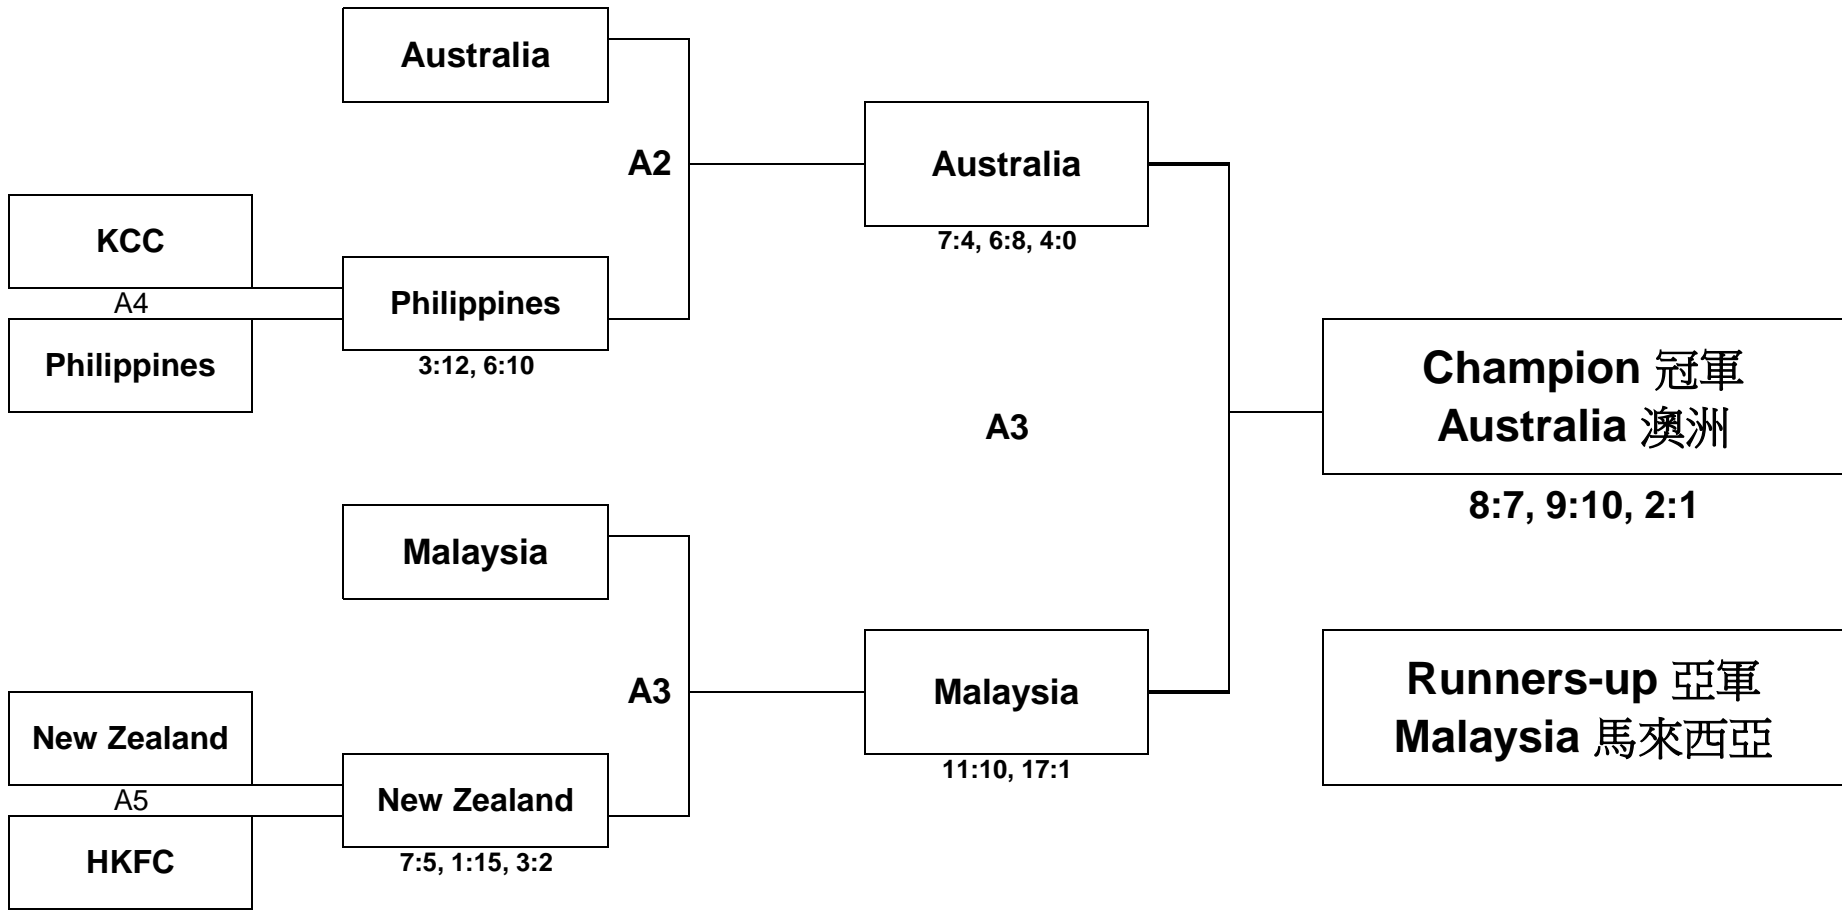 Australia
A2
Australia
7:4, 6:8, 4:0
KCC
A4
Philippines
Philippines
3:12, 6:10
Champion 冠軍
Australia 澳洲
8:7, 9:10, 2:1
A3
Malaysia
A3
Malaysia
11:10, 17:1
Runners-up 亞軍
Malaysia 馬來西亞
New Zealand
A5
HKFC
New Zealand
7:5, 1:15, 3:2